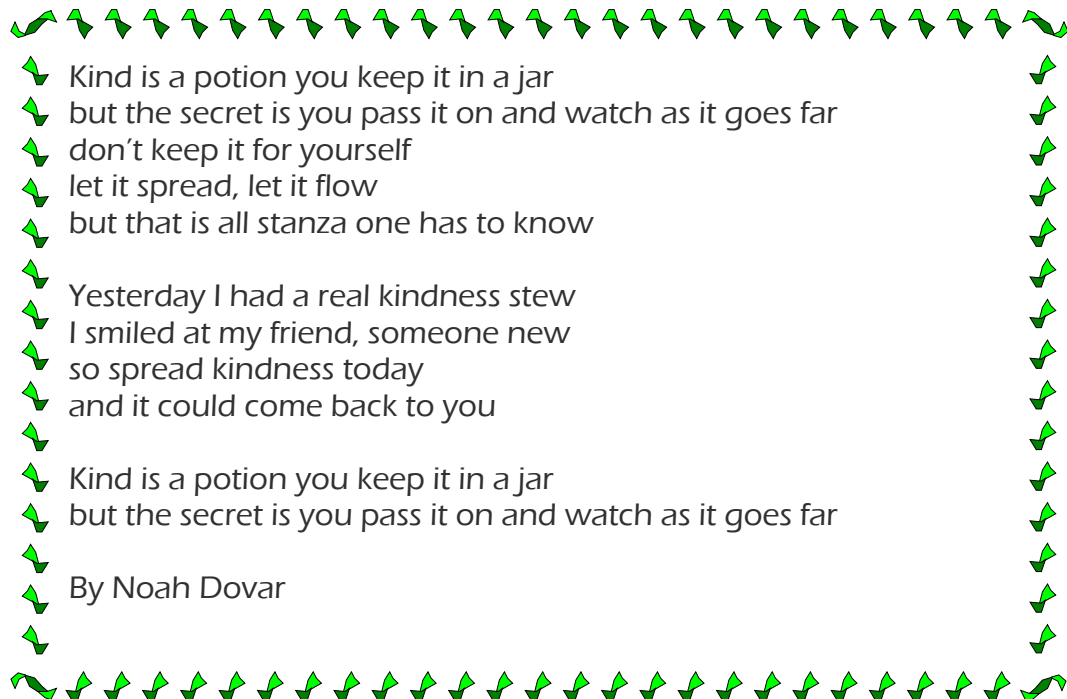 Kind is a potion you keep it in a jar
but the secret is you pass it on and watch as it goes far
don't keep it for yourself
let it spread, let it flow
but that is all stanza one has to know

Yesterday I had a real kindness stew
I smiled at my friend, someone new
so spread kindness today
and it could come back to you

Kind is a potion you keep it in a jar
but the secret is you pass it on and watch as it goes far

By Noah Dovar